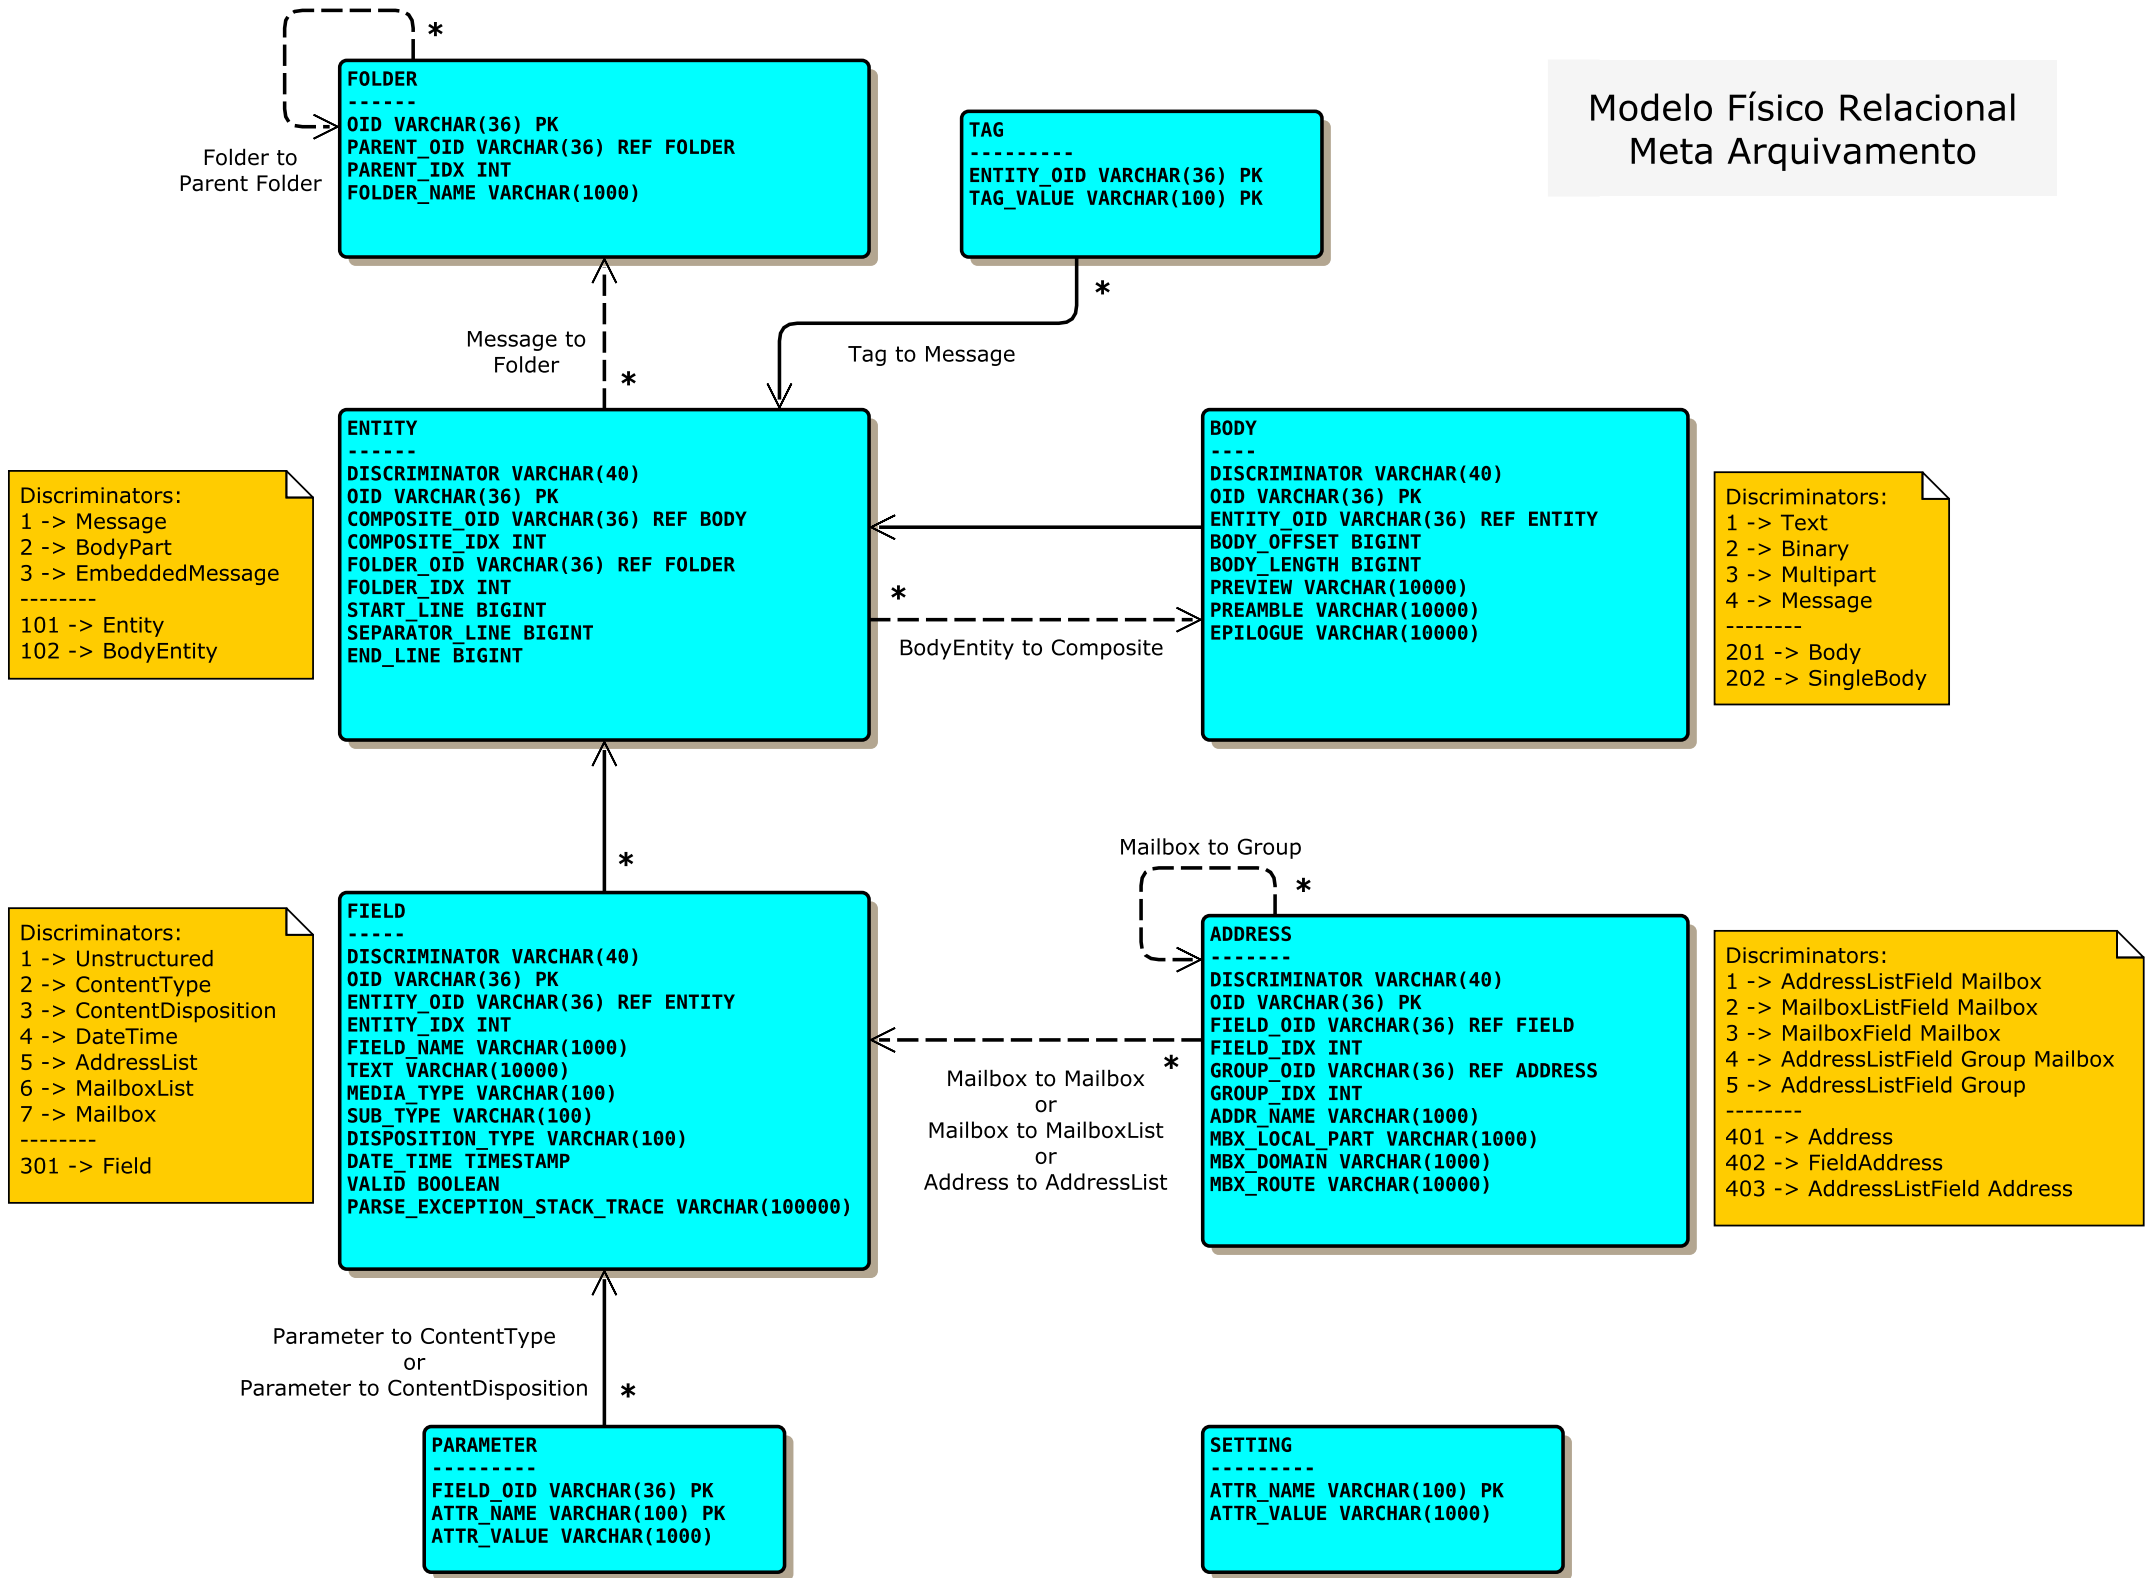 *
FOLDER
------
OID VARCHAR(36) PK
PARENT_OID VARCHAR(36) REF FOLDER
PARENT_IDX INT
FOLDER_NAME VARCHAR(1000)
Folder to
Parent Folder
TAG
---------
ENTITY_OID VARCHAR(36) PK
TAG_VALUE VARCHAR(100) PK
Modelo Físico Relacional
Meta Arquivamento
*
Message to
Folder
*
Tag to Message
Discriminators:
1 -> Message
2 -> BodyPart
3 -> EmbeddedMessage
--------
101 -> Entity
102 -> BodyEntity
ENTITY
------
DISCRIMINATOR VARCHAR(40)
OID VARCHAR(36) PK
COMPOSITE_OID VARCHAR(36) REF BODY
COMPOSITE_IDX INT
FOLDER_OID VARCHAR(36) REF FOLDER
FOLDER_IDX INT
START_LINE BIGINT
SEPARATOR_LINE BIGINT
END_LINE BIGINT
*
BodyEntity to Composite
BODY
----
DISCRIMINATOR VARCHAR(40)
OID VARCHAR(36) PK
ENTITY_OID VARCHAR(36) REF ENTITY
BODY_OFFSET BIGINT
BODY_LENGTH BIGINT
PREVIEW VARCHAR(10000)
PREAMBLE VARCHAR(10000)
EPILOGUE VARCHAR(10000)
Discriminators:
1 -> Text
2 -> Binary
3 -> Multipart
4 -> Message
--------
201 -> Body
202 -> SingleBody
*
Mailbox to Group
*
Discriminators:
1 -> Unstructured
2 -> ContentType
3 -> ContentDisposition
4 -> DateTime
5 -> AddressList
6 -> MailboxList
7 -> Mailbox
--------
301 -> Field
FIELD
-----
DISCRIMINATOR VARCHAR(40)
OID VARCHAR(36) PK
ENTITY_OID VARCHAR(36) REF ENTITY
ENTITY_IDX INT
FIELD_NAME VARCHAR(1000)
TEXT VARCHAR(10000)
MEDIA_TYPE VARCHAR(100)
SUB_TYPE VARCHAR(100)
DISPOSITION_TYPE VARCHAR(100)
DATE_TIME TIMESTAMP
VALID BOOLEAN
PARSE_EXCEPTION_STACK_TRACE VARCHAR(100000)
*
Mailbox to Mailbox
or
Mailbox to MailboxList
or
Address to AddressList
ADDRESS
-------
DISCRIMINATOR VARCHAR(40)
OID VARCHAR(36) PK
FIELD_OID VARCHAR(36) REF FIELD
FIELD_IDX INT
GROUP_OID VARCHAR(36) REF ADDRESS
GROUP_IDX INT
ADDR_NAME VARCHAR(1000)
MBX_LOCAL_PART VARCHAR(1000)
MBX_DOMAIN VARCHAR(1000)
MBX_ROUTE VARCHAR(10000)
Discriminators:
1 -> AddressListField Mailbox
2 -> MailboxListField Mailbox
3 -> MailboxField Mailbox
4 -> AddressListField Group Mailbox
5 -> AddressListField Group
--------
401 -> Address
402 -> FieldAddress
403 -> AddressListField Address
Parameter to ContentType
or
Parameter to ContentDisposition
*
PARAMETER
---------
FIELD_OID VARCHAR(36) PK
ATTR_NAME VARCHAR(100) PK
ATTR_VALUE VARCHAR(1000)
SETTING
---------
ATTR_NAME VARCHAR(100) PK
ATTR_VALUE VARCHAR(1000)